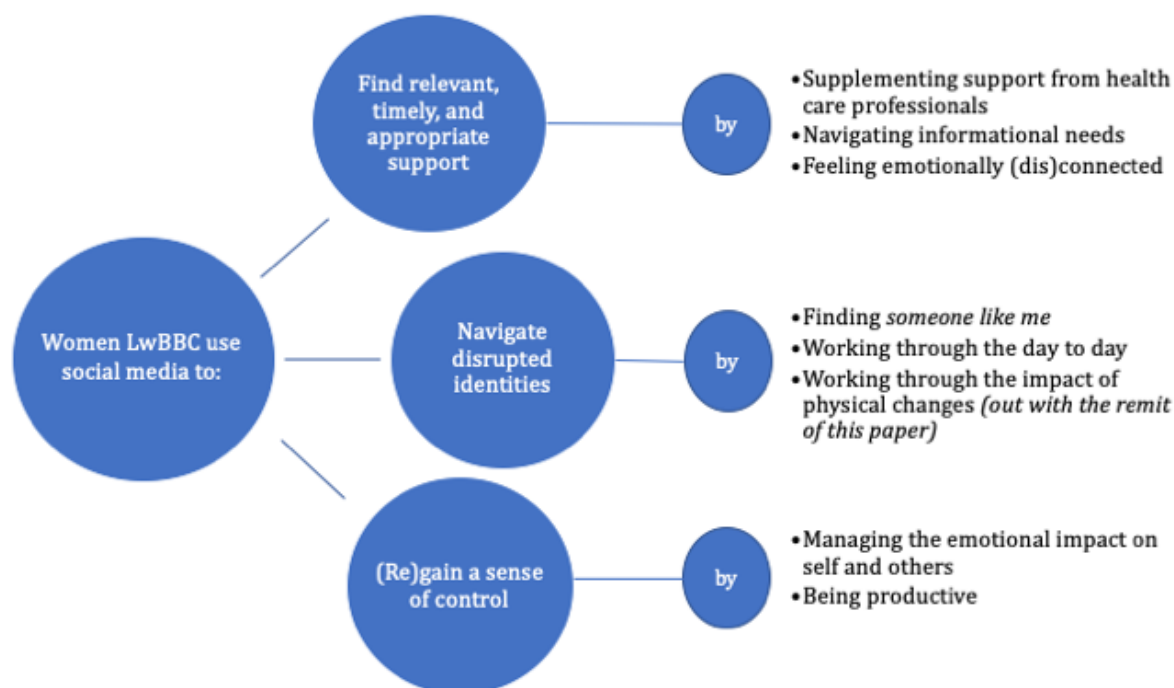 Women LwBBC use
social media to:
Find relevant,
timely, and
appropriate
support
by
•Supplementing support from health
care professionals
•Navigating informational needs
•Feeling emotionally (dis)connected
Navigate
disrupted
identities
by
•Finding someone like me
•Working through the day to day
•Working through the impact of
physical changes (out with the remit
of this paper)
(Re)gain a sense
of control
by
•Managing the emotional impact on
self and others
•Being productive